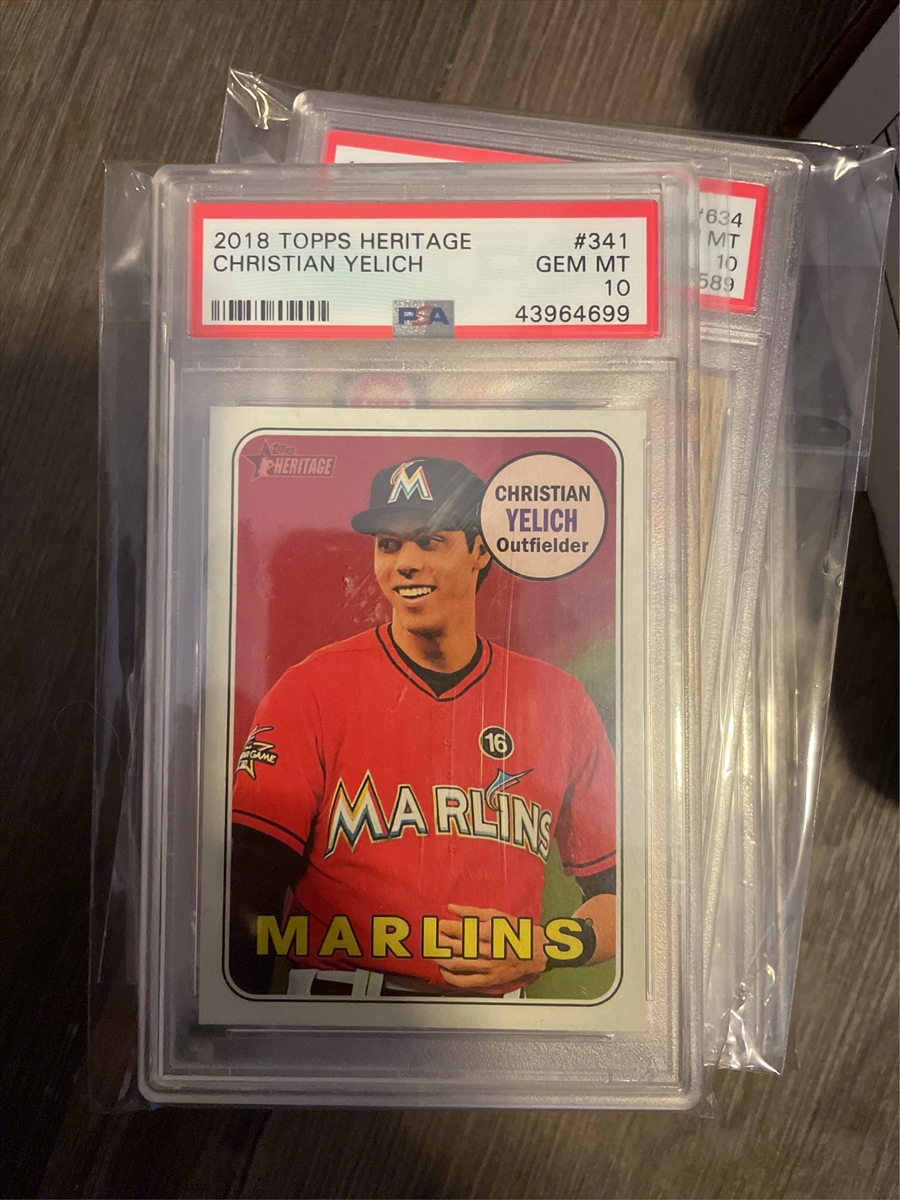 2018 TOPPS HERITAGE #341
CHRISTIAN YELICH GEM MT
10
PSA 43964699
634
MT
10
589
Topps
HERITAGE
M
CHRISTIAN
YELICH
Outfielder
16
GAME
MARLINS
MARLINS